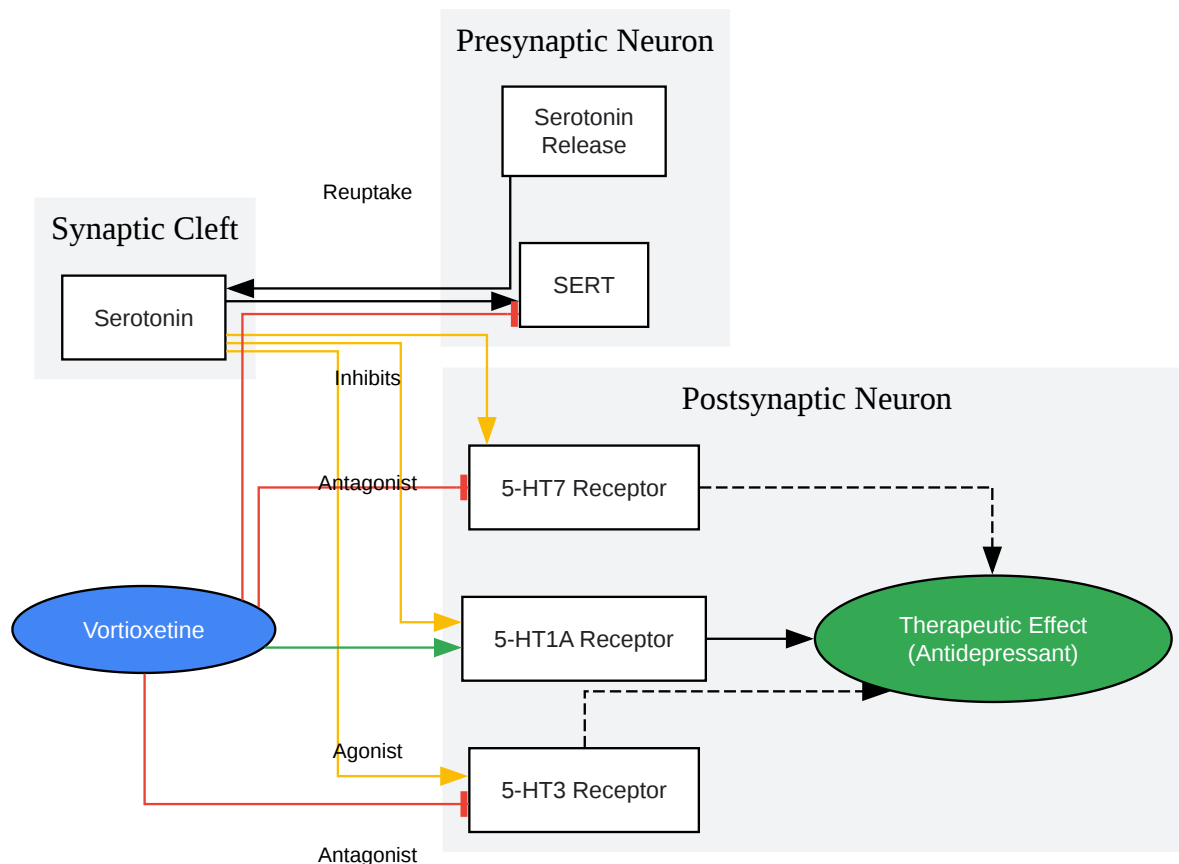 Presynaptic Neuron
Serotonin
Release
Reuptake
Synaptic Cleft
SERT
Serotonin
Inhibits
Postsynaptic Neuron
Antagonist
5-HT7 Receptor
Vortioxetine
5-HT1A Receptor
Therapeutic Effect
(Antidepressant)
Agonist
5-HT3 Receptor
Antagonist